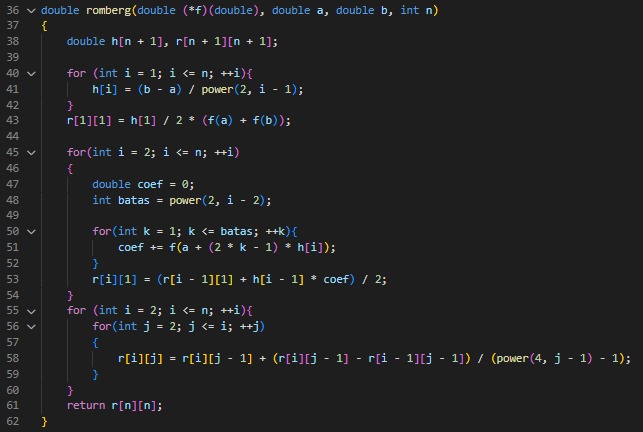 36 double romberg(double (*f)(double), double a, double b, int n)
37 {
38     double h[n + 1], r[n + 1][n + 1];
39
40     for (int i = 1; i <= n; ++i){
41         h[i] = (b - a) / power(2, i - 1);
42     }
43     r[1][1] = h[1] / 2 * (f(a) + f(b));
44
45     for(int i = 2; i <= n; ++i)
46     {
47         double coef = 0;
48         int batas = power(2, i - 2);
49
50         for(int k = 1; k <= batas; ++k){
51             coef += f(a + (2 * k - 1) * h[i]);
52         }
53         r[i][1] = (r[i - 1][1] + h[i - 1] * coef) / 2;
54     }
55     for (int i = 2; i <= n; ++i){
56         for(int j = 2; j <= i; ++j)
57         {
58             r[i][j] = r[i][j - 1] + (r[i][j - 1] - r[i - 1][j - 1]) / (power(4, j - 1) - 1);
59         }
60     }
61     return r[n][n];
62 }